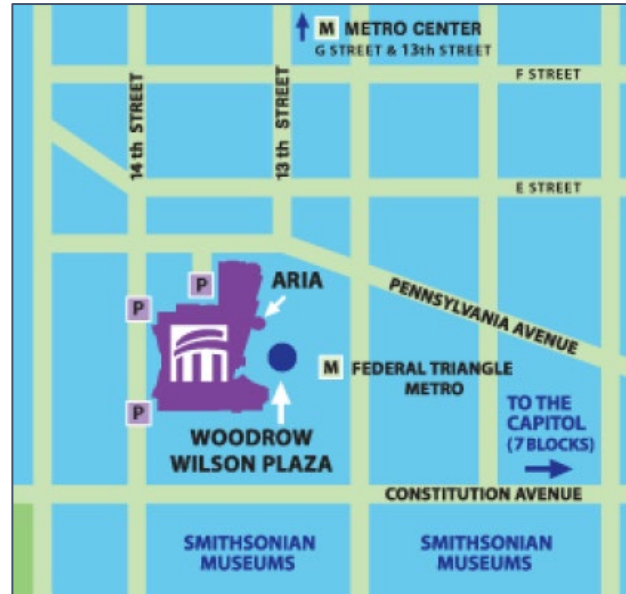 M METRO CENTER
G STREET & 13th STREET
F STREET
14th STREET
13th STREET
E STREET
P
ARIA
PENNSYLVANIA AVENUE
P
M FEDERAL TRIANGLE
METRO
P
WOODROW
WILSON PLAZA
TO THE
CAPITOL
(7 BLOCKS)
CONSTITUTION AVENUE
SMITHSONIAN
MUSEUMS
SMITHSONIAN
MUSEUMS